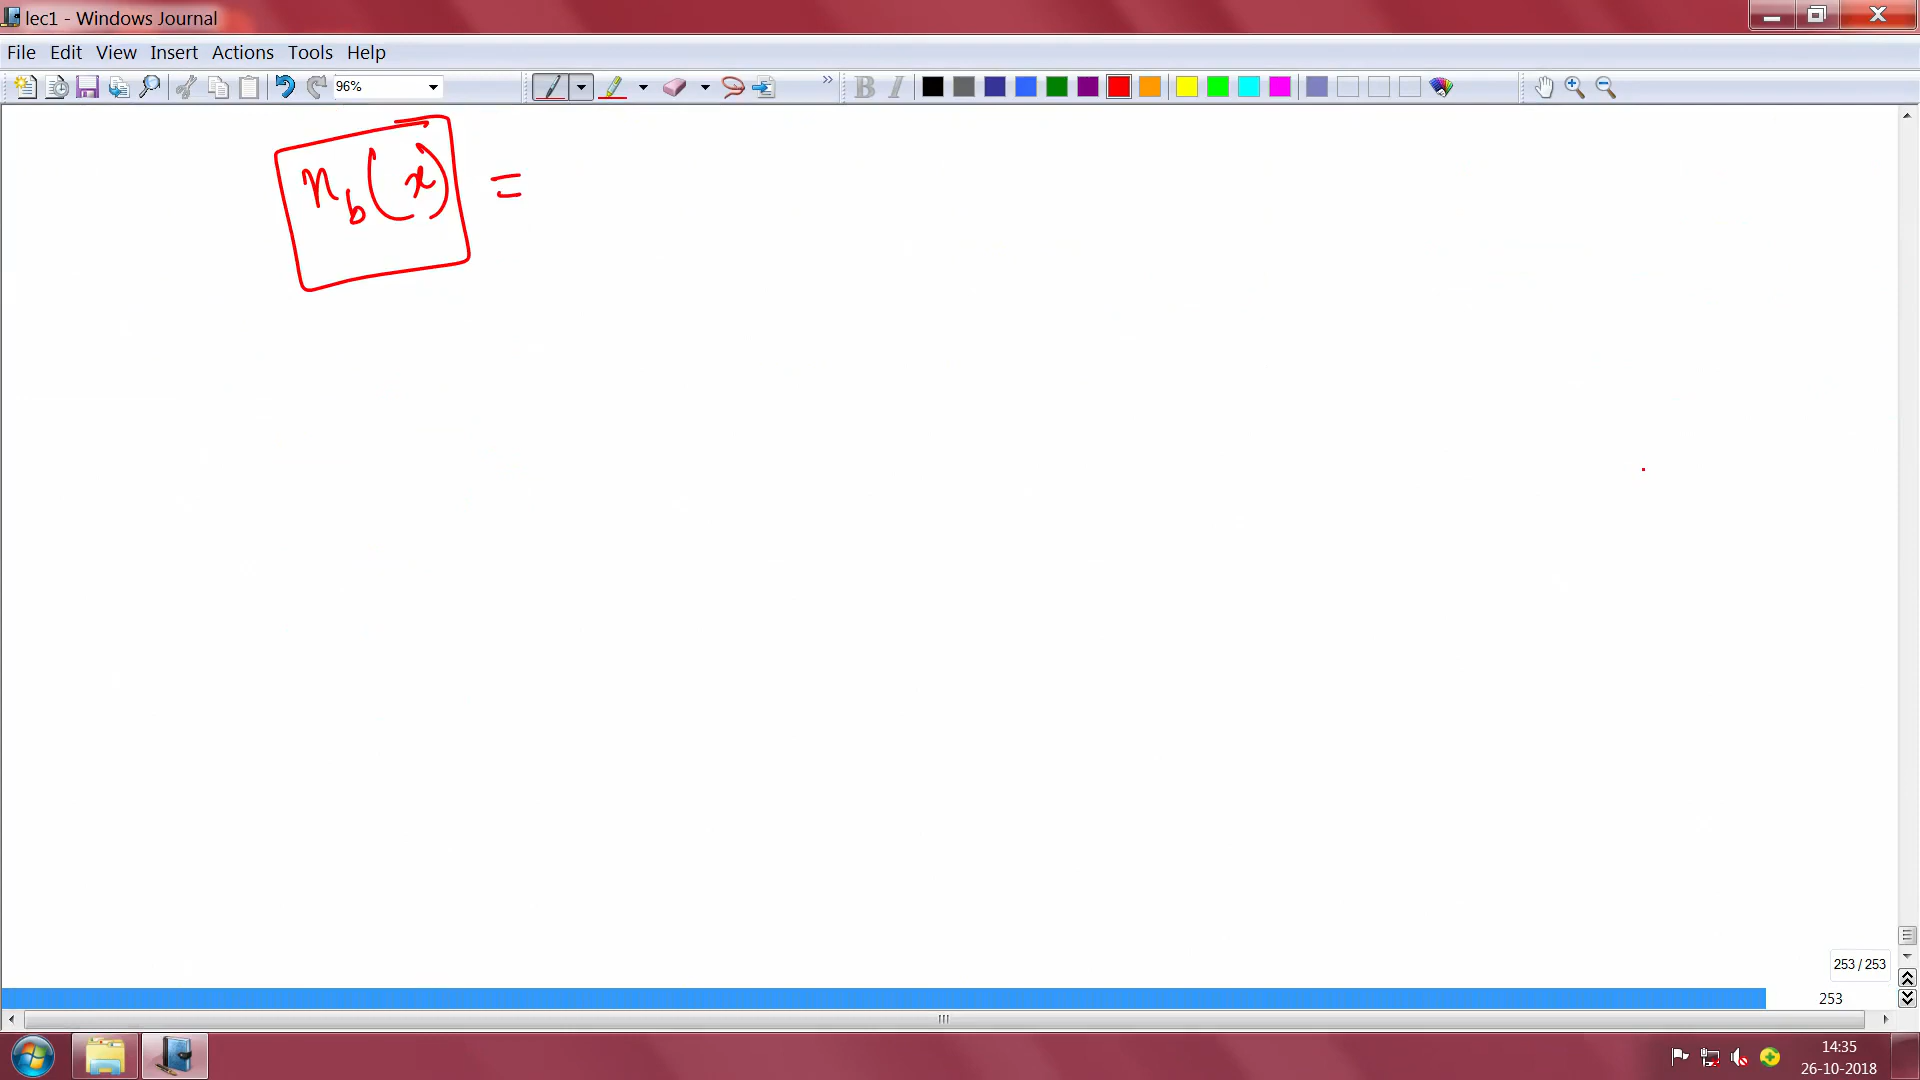 lec1 - Windows Journal
File Edit View Insert Actions Tools Help
96%
B I
n_b(x) =
253 / 253
253
14:35
26-10-2018